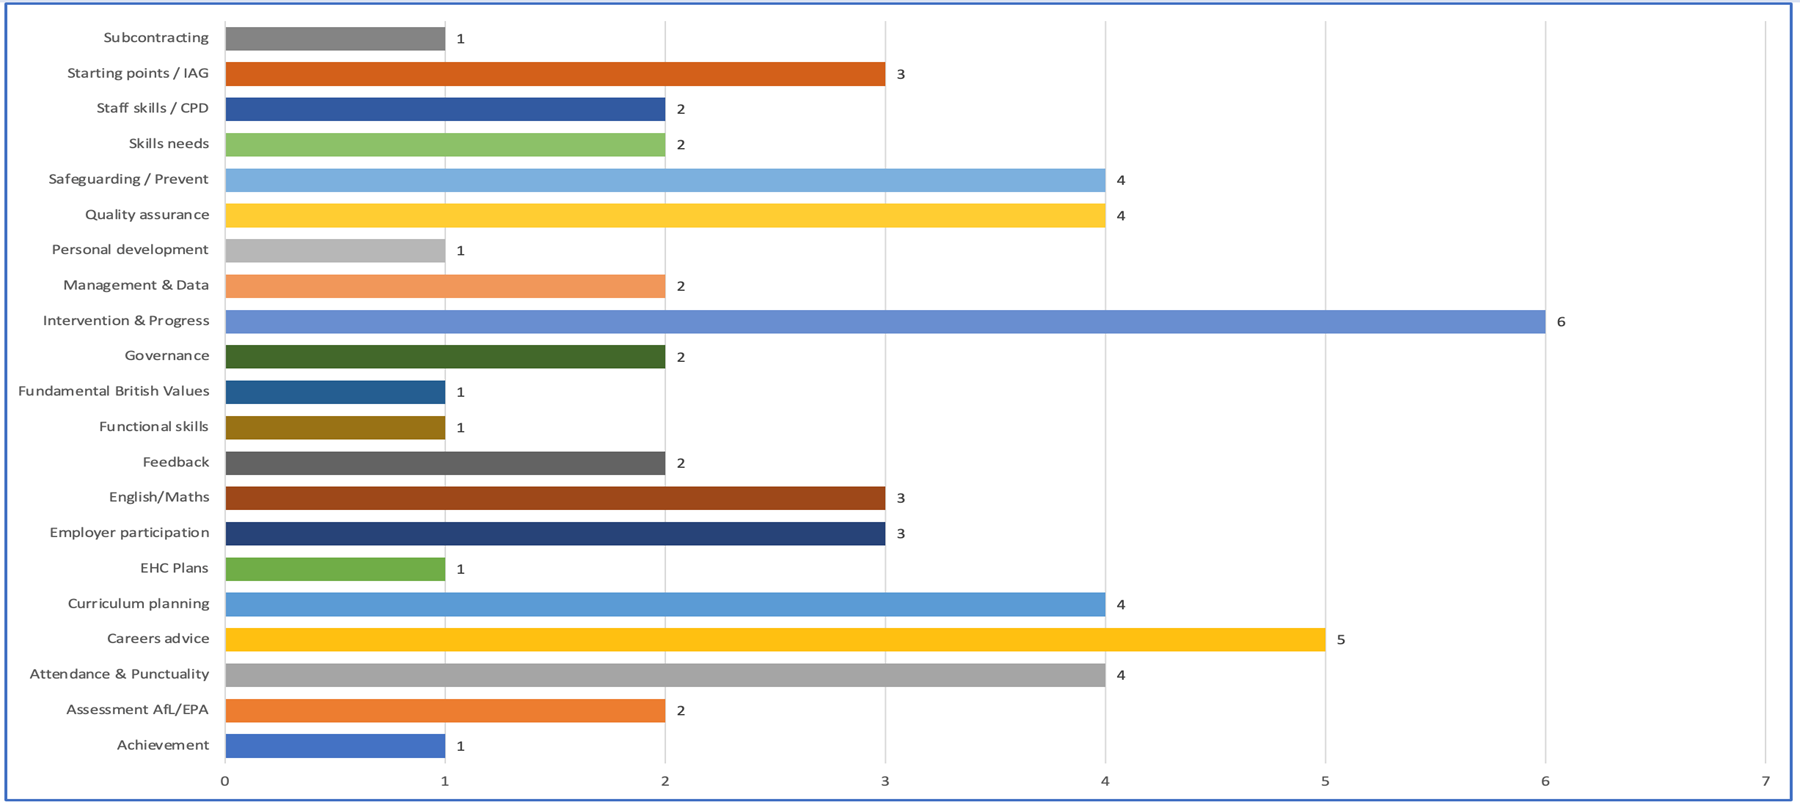 Subcontracting 1
Starting points / IAG 3
Staff skills / CPD 2
Skills needs 2
Safeguarding / Prevent 4
Quality assurance 4
Personal development 1
Management & Data 2
Intervention & Progress 6
Governance 2
Fundamental British Values 1
Functional skills 1
Feedback 2
English/Maths 3
Employer participation 3
EHC Plans 1
Curriculum planning 4
Careers advice 5
Attendance & Punctuality 4
Assessment AfL/EPA 2
Achievement 1
0 1 2 3 4 5 6 7